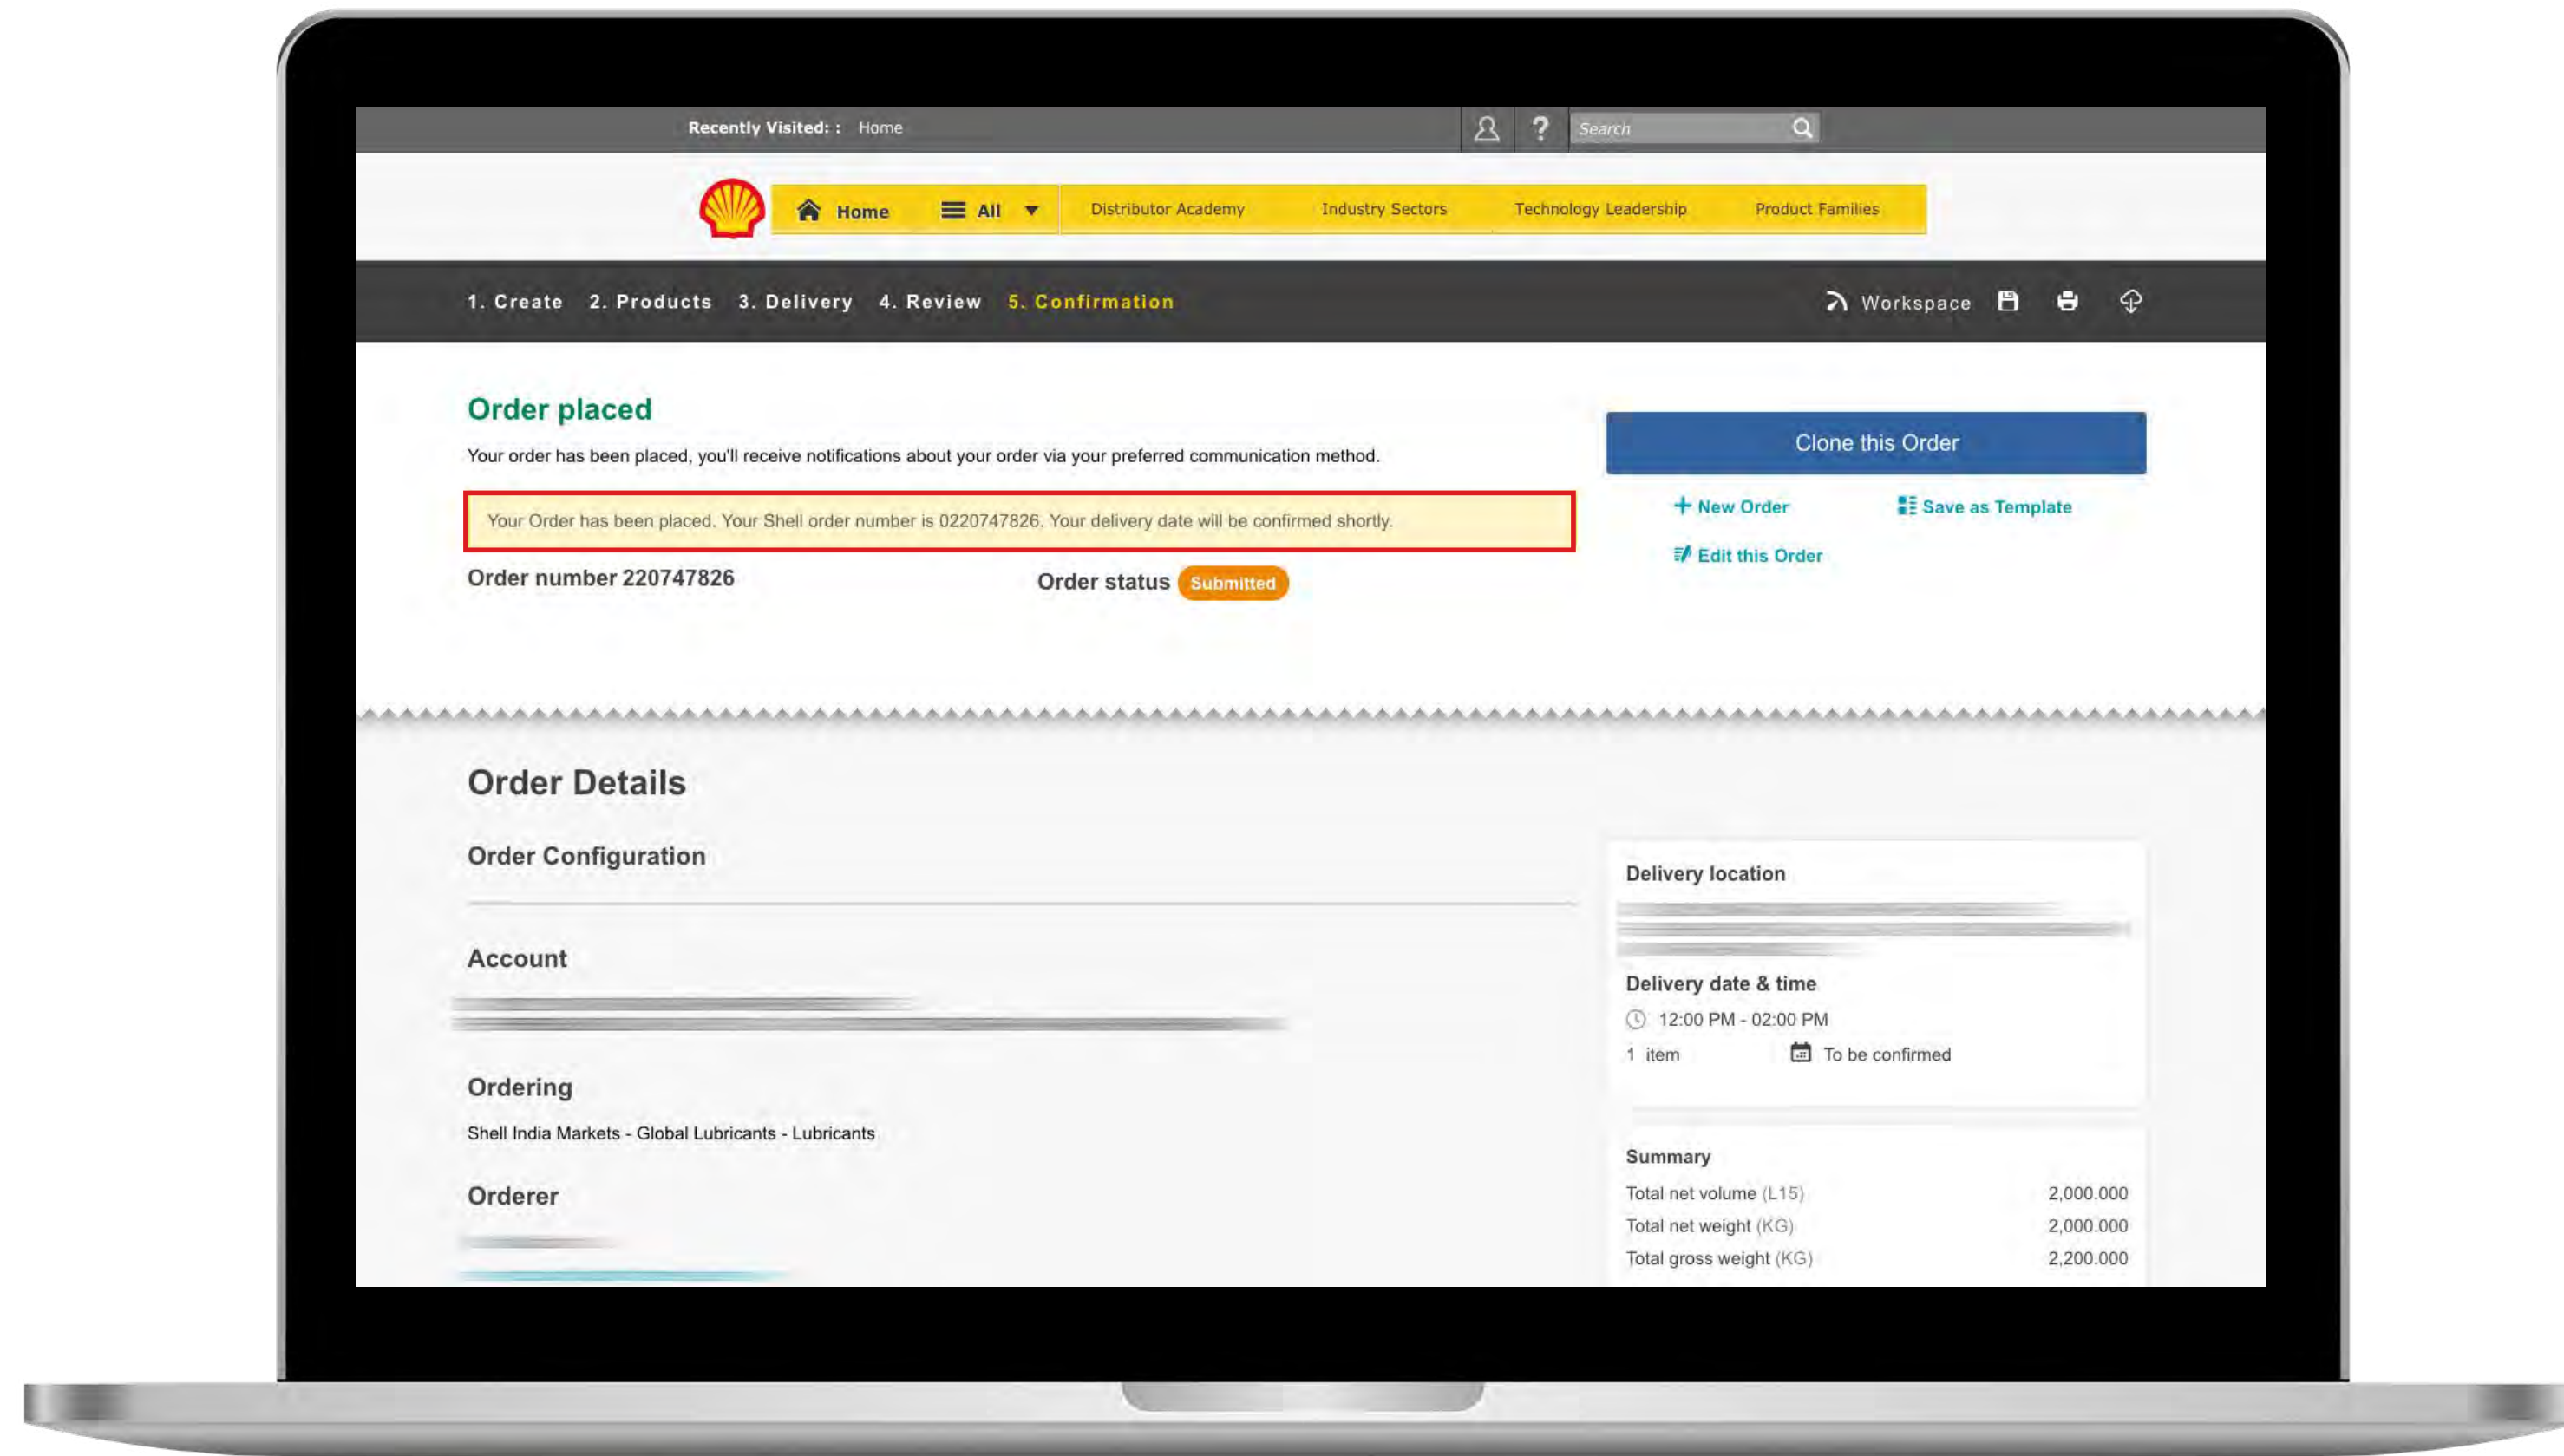 Recently Visited: : Home
? Search
Home All Distributor Academy Industry Sectors Technology Leadership Product Families
1. Create 2. Products 3. Delivery 4. Review 5. Confirmation Workspace
Order placed
Your order has been placed, you'll receive notifications about your order via your preferred communication method.
Your Order has been placed. Your Shell order number is 0220747826. Your delivery date will be confirmed shortly.
Order number 220747826 Order status Submitted
Clone this Order
+ New Order Save as Template
Edit this Order
Order Details
Order Configuration
Account
Ordering
Shell India Markets - Global Lubricants - Lubricants
Orderer
Delivery location
Delivery date & time
12:00 PM - 02:00 PM
1 item To be confirmed
Summary
Total net volume (L15) 2,000.000
Total net weight (KG) 2,000.000
Total gross weight (KG) 2,200.000